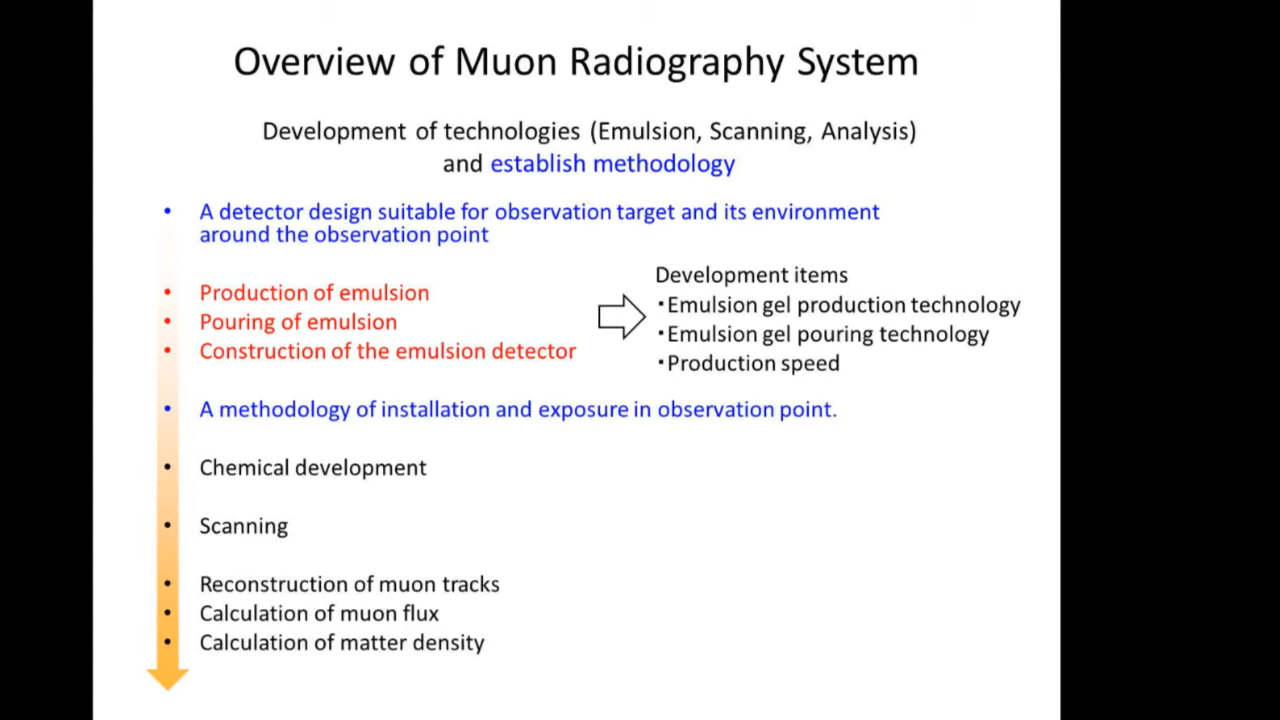 Overview of Muon Radiography System
Development of technologies (Emulsion, Scanning, Analysis)
and establish methodology
• A detector design suitable for observation target and its environment
around the observation point
• Production of emulsion
• Pouring of emulsion
• Construction of the emulsion detector
Development items
・Emulsion gel production technology
・Emulsion gel pouring technology
・Production speed
• A methodology of installation and exposure in observation point.
• Chemical development
• Scanning
• Reconstruction of muon tracks
• Calculation of muon flux
• Calculation of matter density